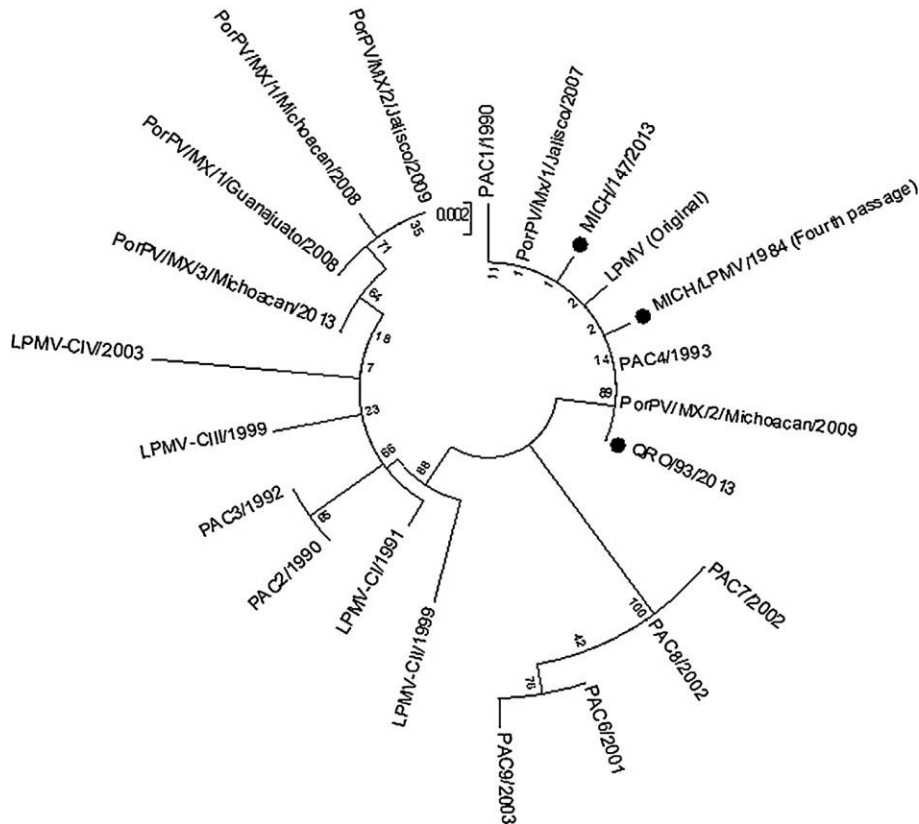 PorPV/MX/2/Jalisco/2009
PorPV/MX/1/Michoacan/2008
PorPV/MX/1/Guanajuato/2008
PorPV/MX/3/Michoacan/2013
LPMV-CIV/2003
LPMV-CIII/1999
PAC3/1992
PAC2/1990
LPMV-CI/1991
LPMV-CII/1999
PAC9/2003
PAC6/2001
PAC8/2002
PAC7/2002
QRO/93/2013
PorPV/MX/2/Michoacan/2009
PAC4/1993
MICH/LPMV/1984 (Fourth passage)
LPMV (Original)
MICH/147/2013
PorPV/Mx/1/Jalisco/2007
PAC1/1990
0.002
35
71
64
18
7
23
66
85
88
100
42
76
89
14
2
2
1
1
11